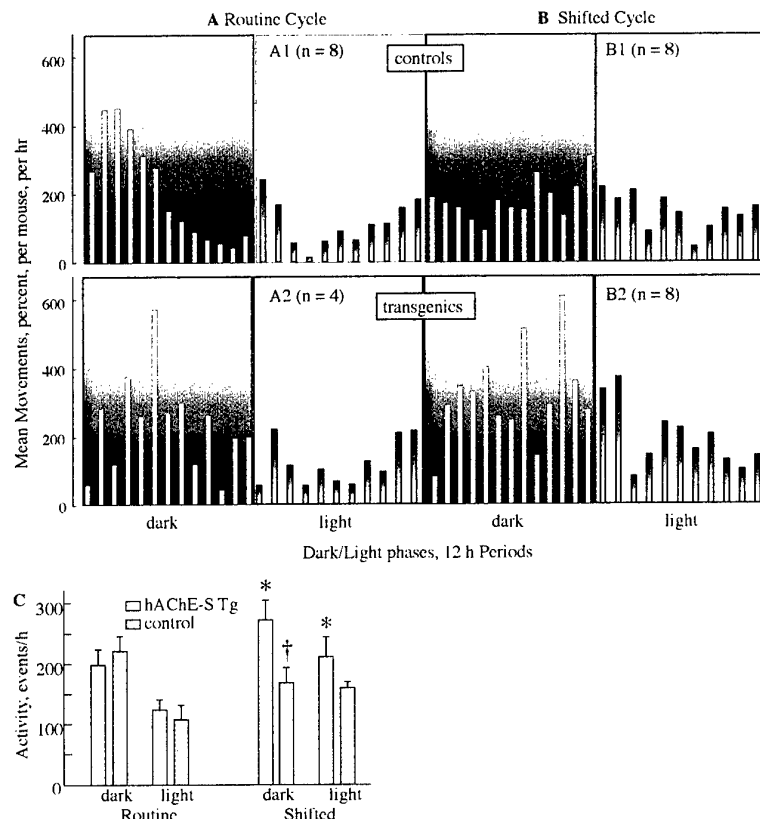 A Routine Cycle
B Shifted Cycle
A1 (n = 8)
controls
B1 (n = 8)
600
400
200
0
A2 (n = 4)
transgenics
B2 (n = 8)
600
400
200
0
Mean Movements, percent, per mouse, per hr
dark
light
dark
light
Dark/Light phases, 12 h Periods
C
hAChE-S Tg
control
*
†
*
300
200
100
0
Activity, events/h
dark
light
dark
light
Routine
Shifted